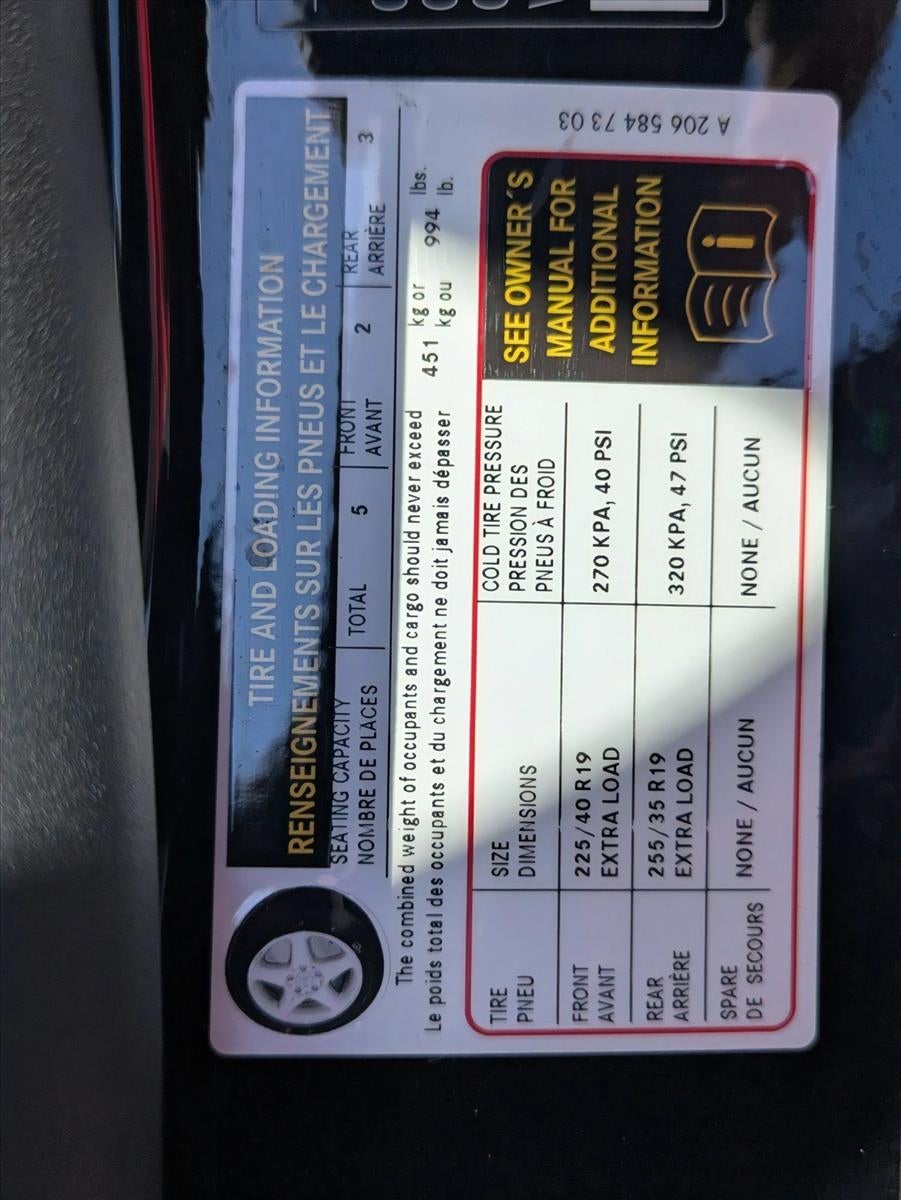 TIRE AND LOADING INFORMATION
RENSEIGNEMENTS SUR LES PNEUS ET LE CHARGEMENT
SEATING CAPACITY
NOMBRE DE PLACES
TOTAL 5
FRONT
AVANT
2
REAR
ARRIÈRE
3
The combined weight of occupants and cargo should never exceed
Le poids total des occupants et du chargement ne doit jamais dépasser
451
kg or
kg ou
994
lbs.
lb.
TIRE
PNEU
SIZE
DIMENSIONS
COLD TIRE PRESSURE
PRESSION DES
PNEUS À FROID
FRONT
AVANT
225/40 R19
EXTRA LOAD
270 KPA, 40 PSI
REAR
ARRIÈRE
255/35 R19
EXTRA LOAD
320 KPA, 47 PSI
SPARE
DE SECOURS
NONE / AUCUN
NONE / AUCUN
SEE OWNER'S
MANUAL FOR
ADDITIONAL
INFORMATION
A 206 584 73 03